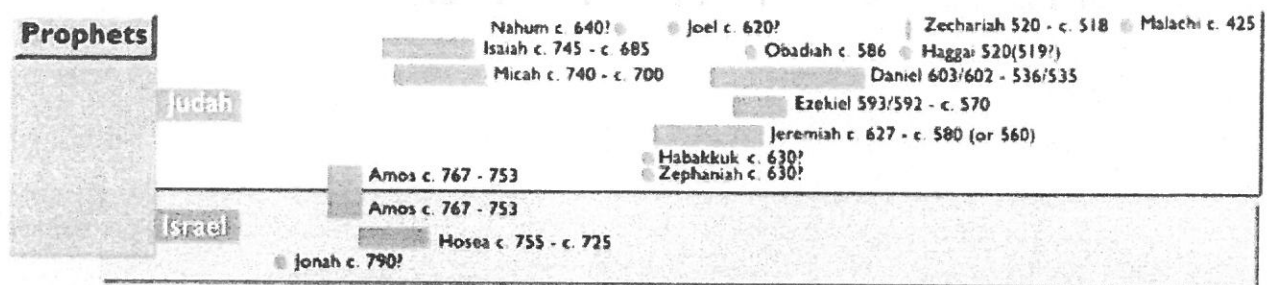 Prophets
Nahum c. 640? Joel c. 620? Zechariah 520 - c. 518 Malachi c. 425
Isaiah c. 745 - c. 685 Obadiah c. 586 Haggai 520(519?)
Micah c. 740 - c. 700 Daniel 603/602 - 536/535
Judah
Ezekiel 593/592 - c. 570
Jeremiah c. 627 - c. 580 (or 560)
Habakkuk c. 630?
Zephaniah c. 630?
Amos c. 767 - 753
Amos c. 767 - 753
Israel
Hosea c. 755 - c. 725
Jonah c. 790?